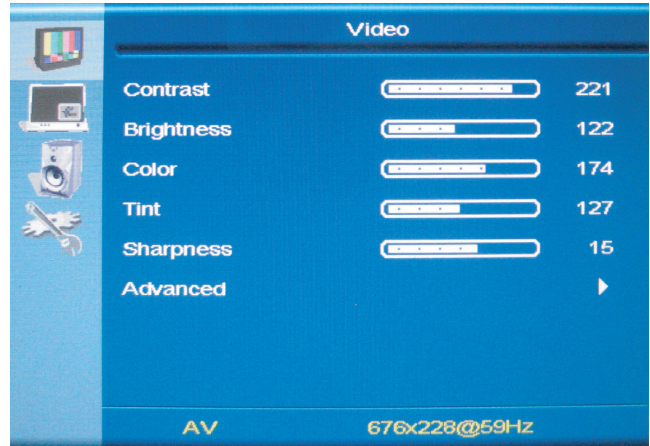 Video
Contrast 221
Brightness 122
Color 174
Tint 127
Sharpness 15
Advanced
AV 676x228@59Hz